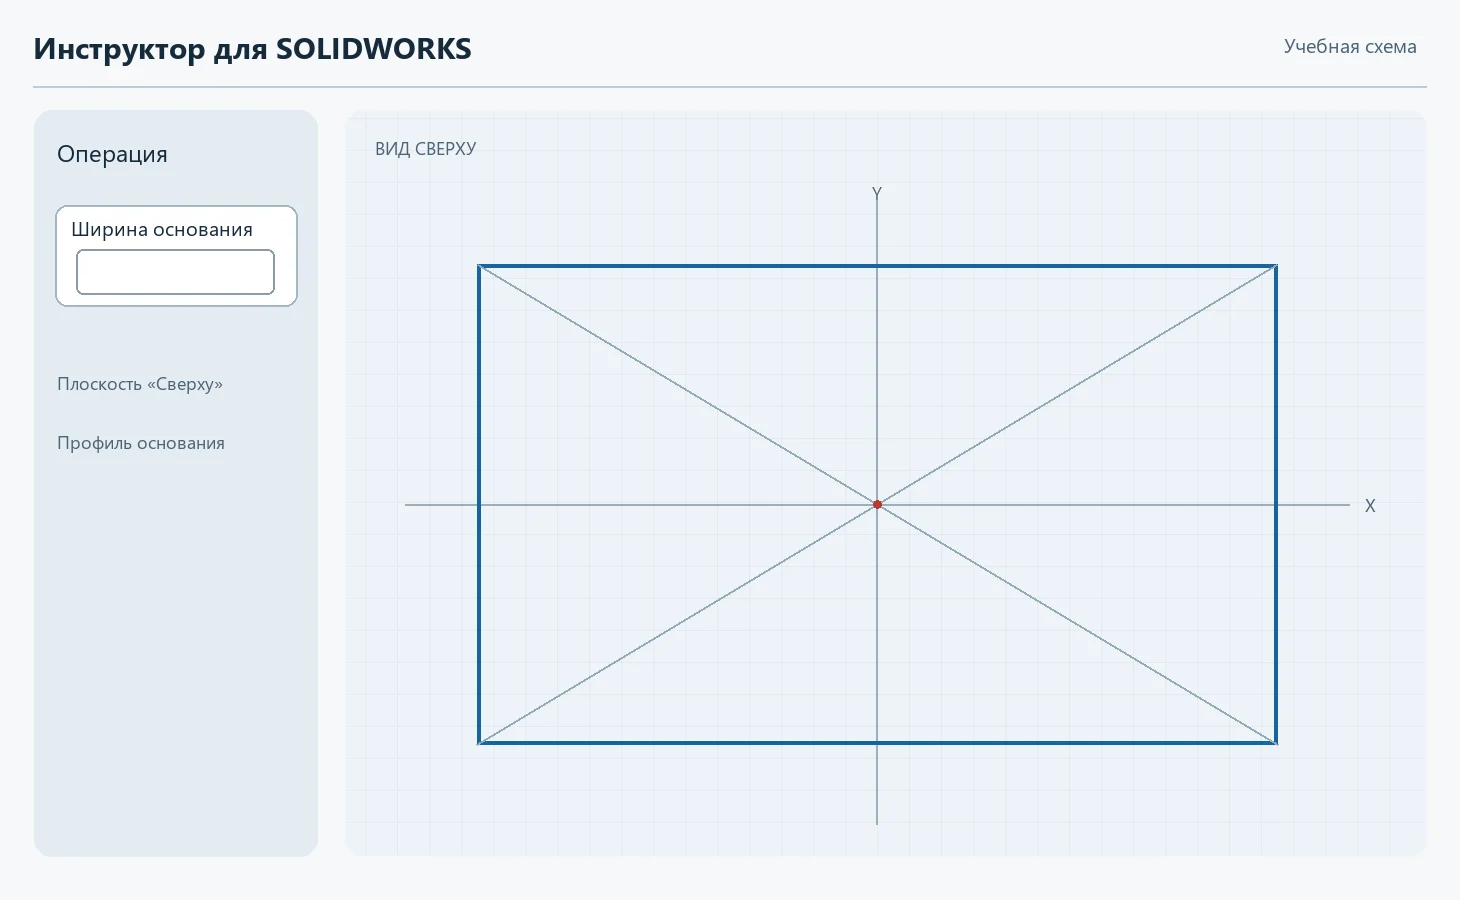 Инструктор для SOLIDWORKS
Учебная схема
Операция
Ширина основания
Плоскость «Сверху»
Профиль основания
ВИД СВЕРХУ
Y
X